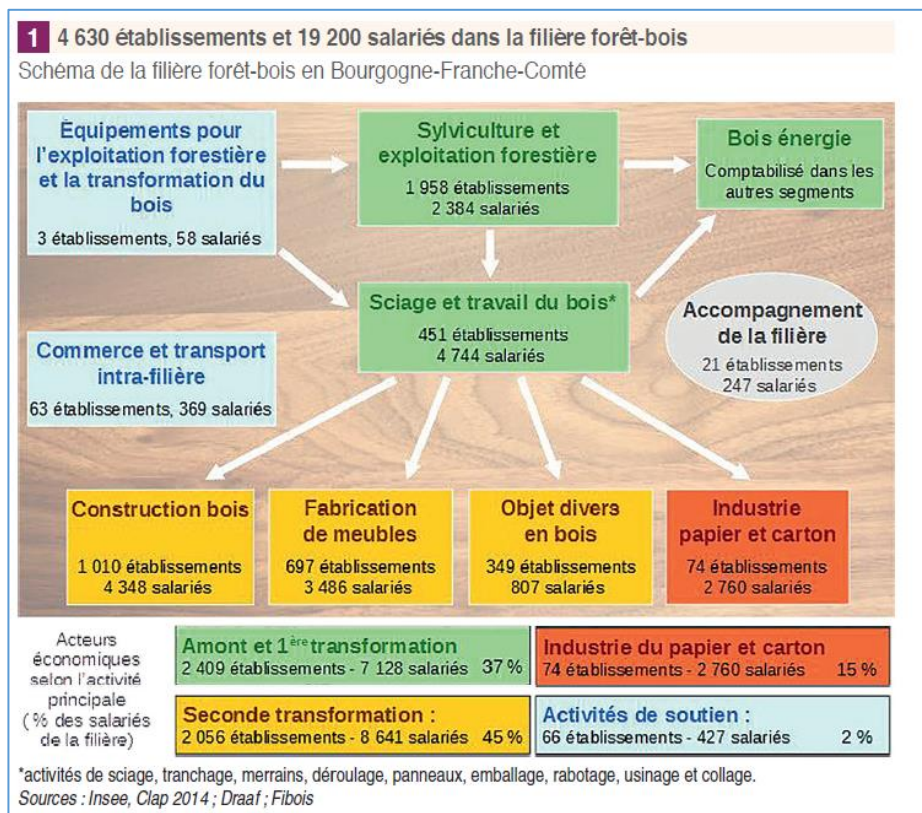 1 4 630 établissements et 19 200 salariés dans la filière forêt-bois
Schéma de la filière forêt-bois en Bourgogne-Franche-Comté
Équipements pour
l'exploitation forestière
et la transformation du
bois
3 établissements, 58 salariés
Sylviculture et
exploitation forestière
1 958 établissements
2 384 salariés
Bois énergie
Comptabilisé dans les
autres segments
Sciage et travail du bois*
451 établissements
4 744 salariés
Accompagnement
de la filière
21 établissements
247 salariés
Commerce et transport
intra-filière
63 établissements, 369 salariés
Construction bois
1 010 établissements
4 348 salariés
Fabrication
de meubles
697 établissements
3 486 salariés
Objet divers
en bois
349 établissements
807 salariés
Industrie
papier et carton
74 établissements
2 760 salariés
Acteurs
économiques
selon l'activité
principale
( % des salariés
de la filière)
Amont et 1ère transformation
2 409 établissements - 7 128 salariés 37 %
Industrie du papier et carton
74 établissements - 2 760 salariés 15 %
Seconde transformation :
2 056 établissements - 8 641 salariés 45 %
Activités de soutien :
66 établissements - 427 salariés 2 %
*activités de sciage, tranchage, merrains, déroulage, panneaux, emballage, rabotage, usinage et collage.
Sources : Insee, Clap 2014 ; Draaf ; Fibois